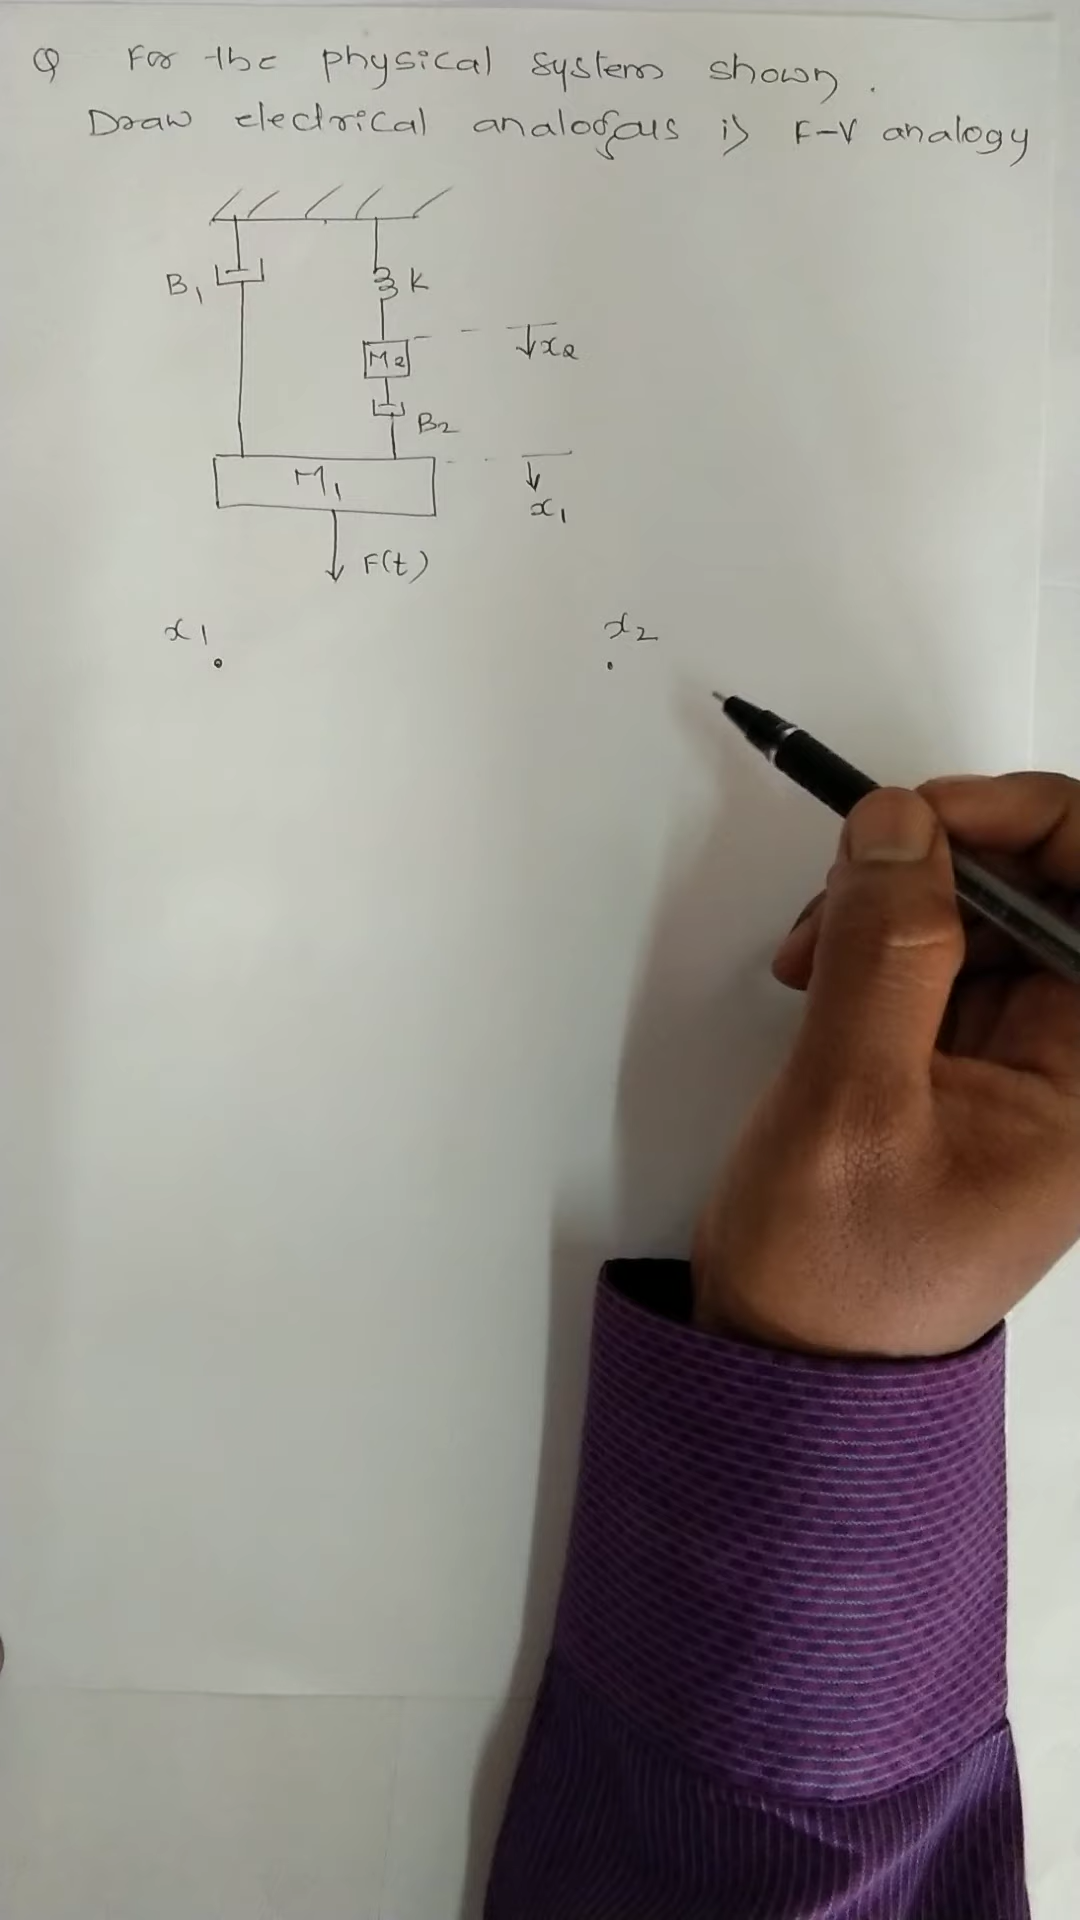 Q For the physical system shown.
Draw electrical analogous is F-V analogy
B1
K
M2
x2
B2
M1
x1
F(t)
x1
x2